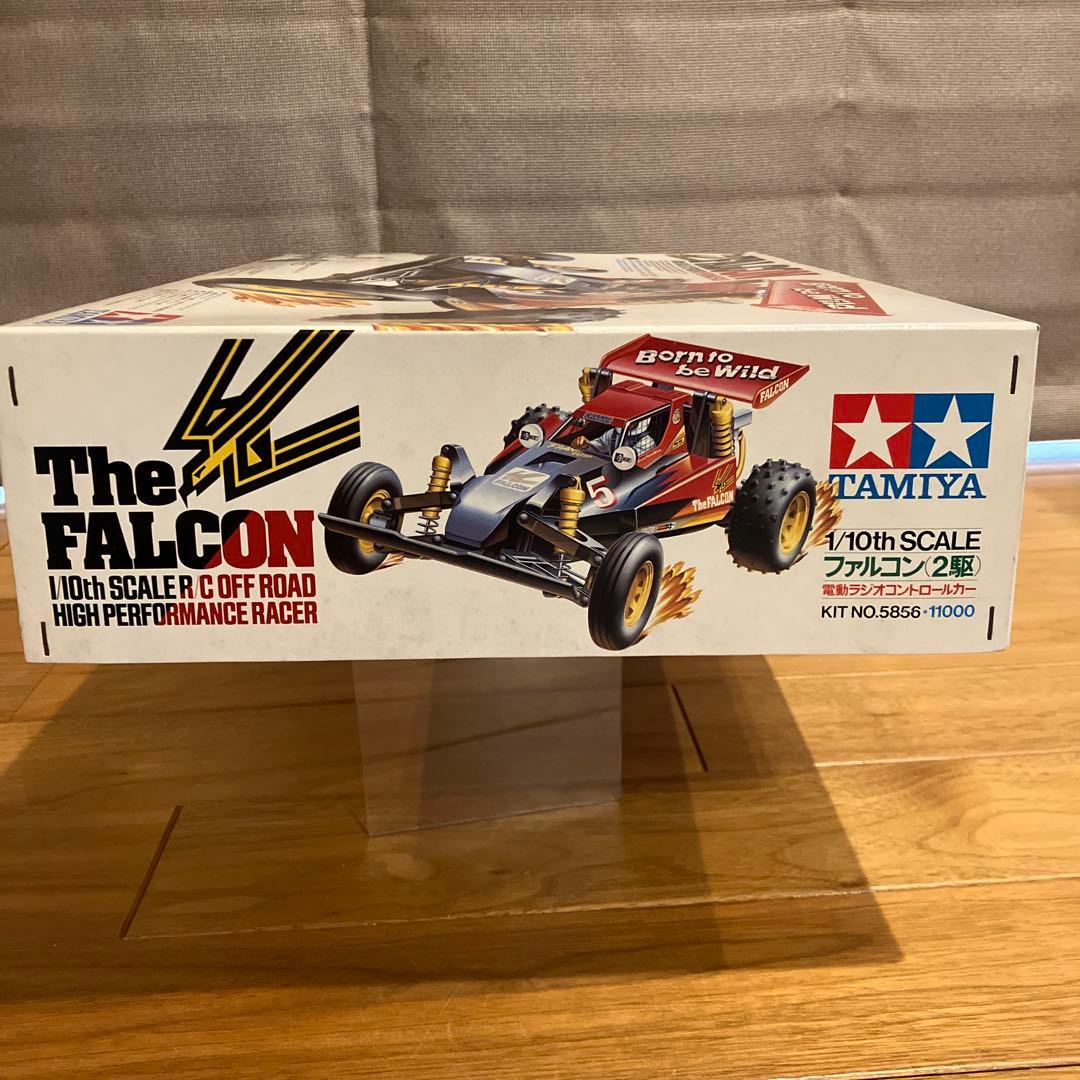 The
FALCON
1/10th SCALE R/C OFF ROAD
HIGH PERFORMANCE RACER
Born to
be Wild
FALCON
FALCON
5
The FALCON
TAMIYA
1/10th SCALE
ファルコン(2駆)
電動ラジオコントロールカー
KIT NO.5856★11000
TAMIYA